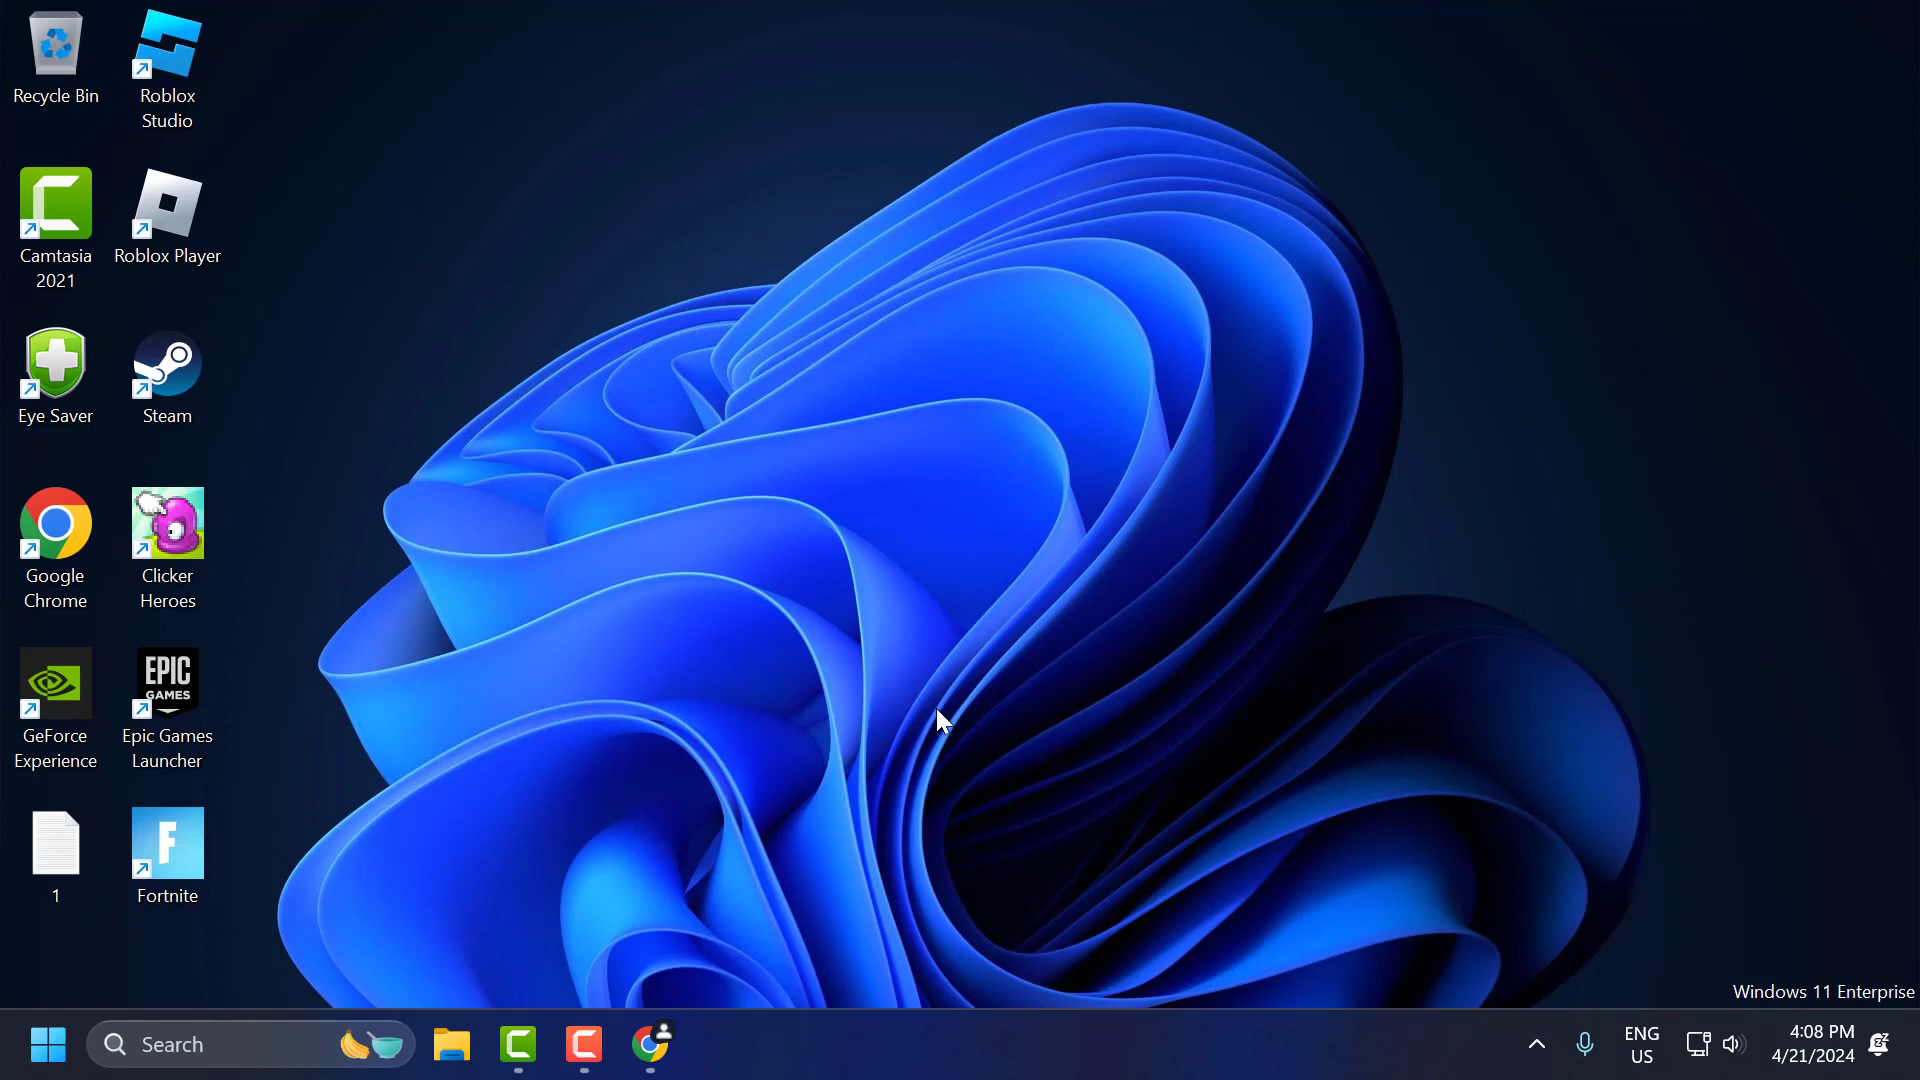 Recycle Bin
Roblox
Studio
Camtasia
2021
Roblox Player
Eye Saver
Steam
Google
Chrome
Clicker
Heroes
GeForce
Experience
EPIC
GAMES
Epic Games
Launcher
1
F
Fortnite
Windows 11 Enterprise
Search
ENG
US
4:08 PM
4/21/2024